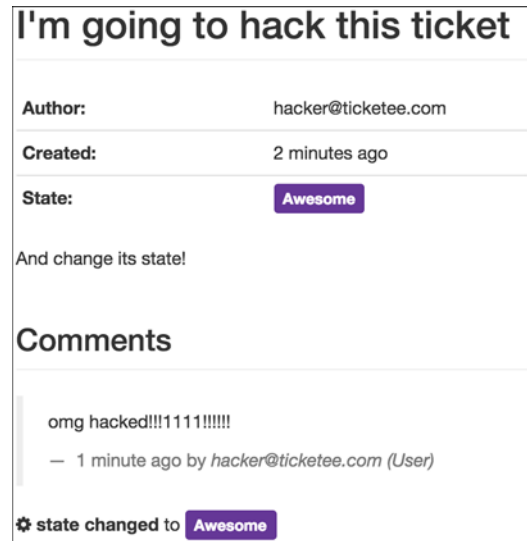 I'm going to hack this ticket
Author: hacker@ticketee.com
Created: 2 minutes ago
State: Awesome
And change its state!
Comments
omg hacked!!!1111!!!!!!
— 1 minute ago by hacker@ticketee.com (User)
state changed to Awesome